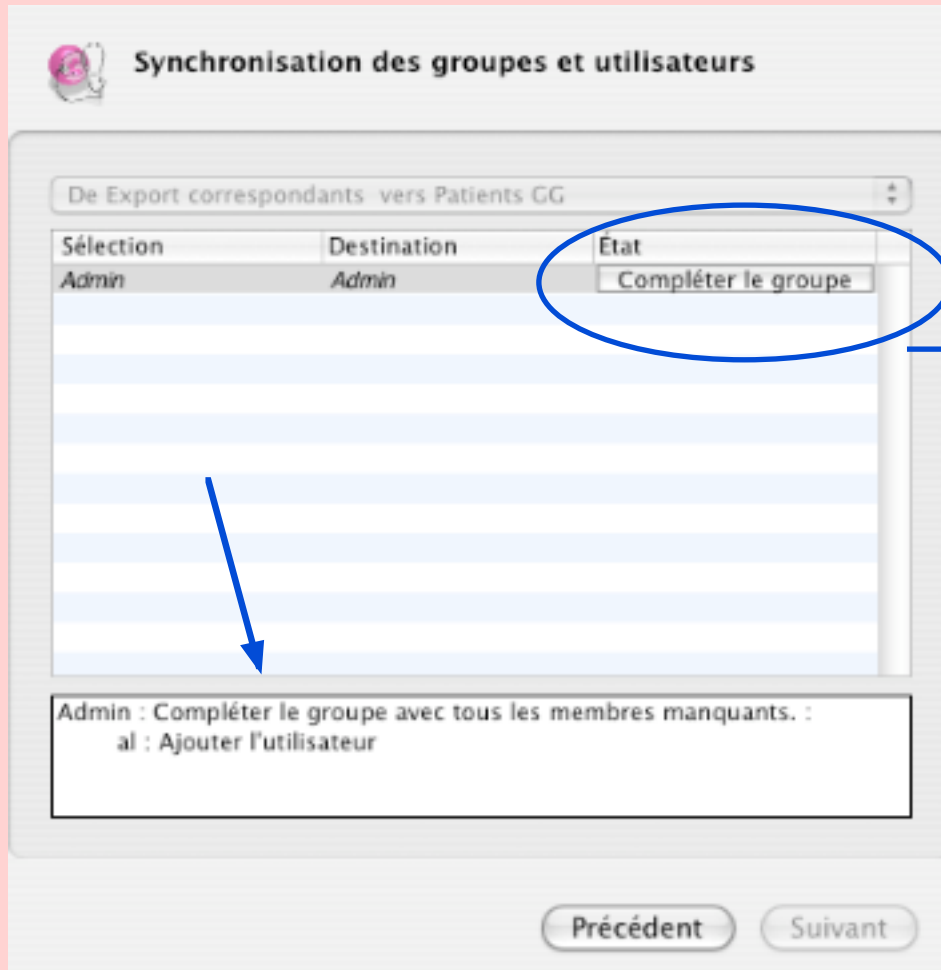 Synchronisation des groupes et utilisateurs
De Export correspondants vers Patients GG
Sélection Destination État
Admin Admin Compléter le groupe
Admin : Compléter le groupe avec tous les membres manquants. :
al : Ajouter l'utilisateur
Précédent Suivant